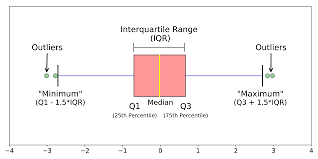 Interquartile Range
(IQR)
Outliers
Outliers
"Minimum"
(Q1 - 1.5*IQR)
"Maximum"
(Q3 + 1.5*IQR)
Q1
Median
Q3
(25th Percentile)
(75th Percentile)
−4
−3
−2
−1
0
1
2
3
4